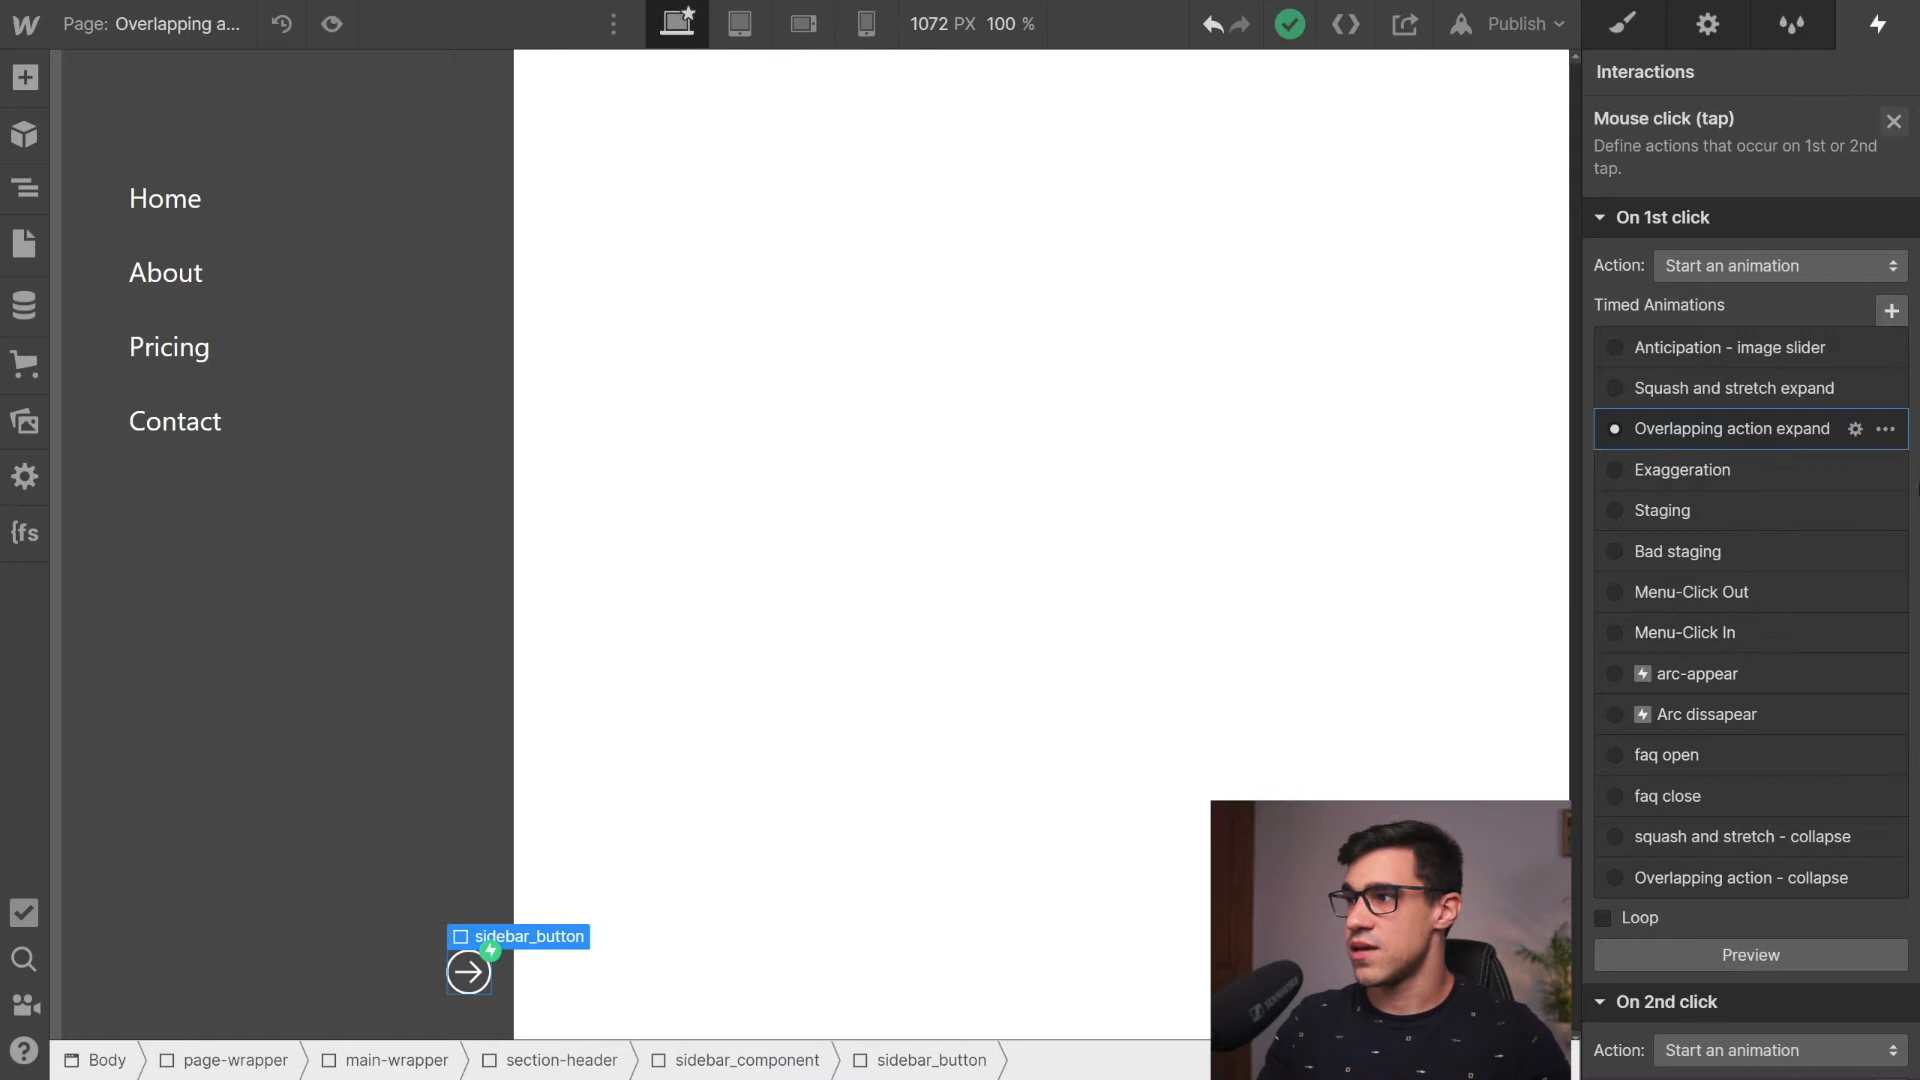 Page: Overlapping a...
1072 PX 100 %
Publish
Interactions
Mouse click (tap)
Define actions that occur on 1st or 2nd
tap.
On 1st click
Action: Start an animation
Timed Animations
Anticipation - image slider
Squash and stretch expand
Overlapping action expand
Exaggeration
Staging
Bad staging
Menu-Click Out
Menu-Click In
arc-appear
Arc dissapear
faq open
faq close
squash and stretch - collapse
Overlapping action - collapse
Loop
Preview
On 2nd click
Action: Start an animation
{fs
Home
About
Pricing
Contact
sidebar_button
SENNHEISER
Body
page-wrapper
main-wrapper
section-header
sidebar_component
sidebar_button